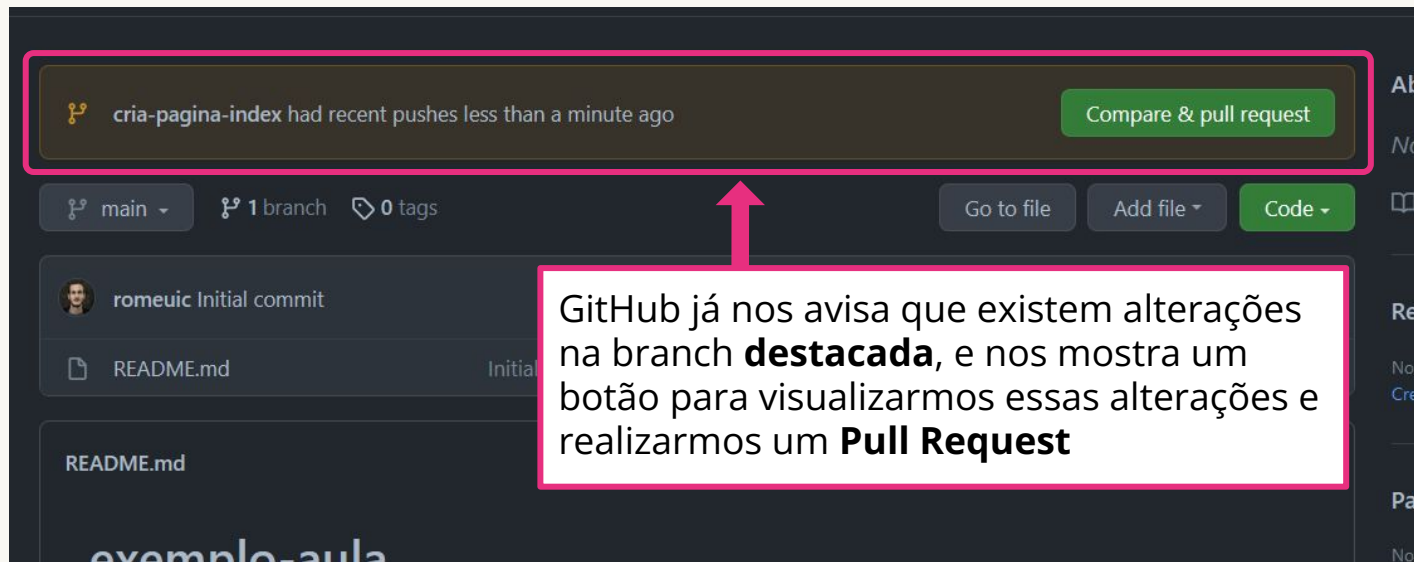 cria-pagina-index had recent pushes less than a minute ago
Compare & pull request
main
1 branch
0 tags
Go to file
Add file
Code
romeuic Initial commit
README.md
Initial
GitHub já nos avisa que existem alterações
na branch destacada, e nos mostra um
botão para visualizarmos essas alterações e
realizarmos um Pull Request
README.md
exemplo-aula